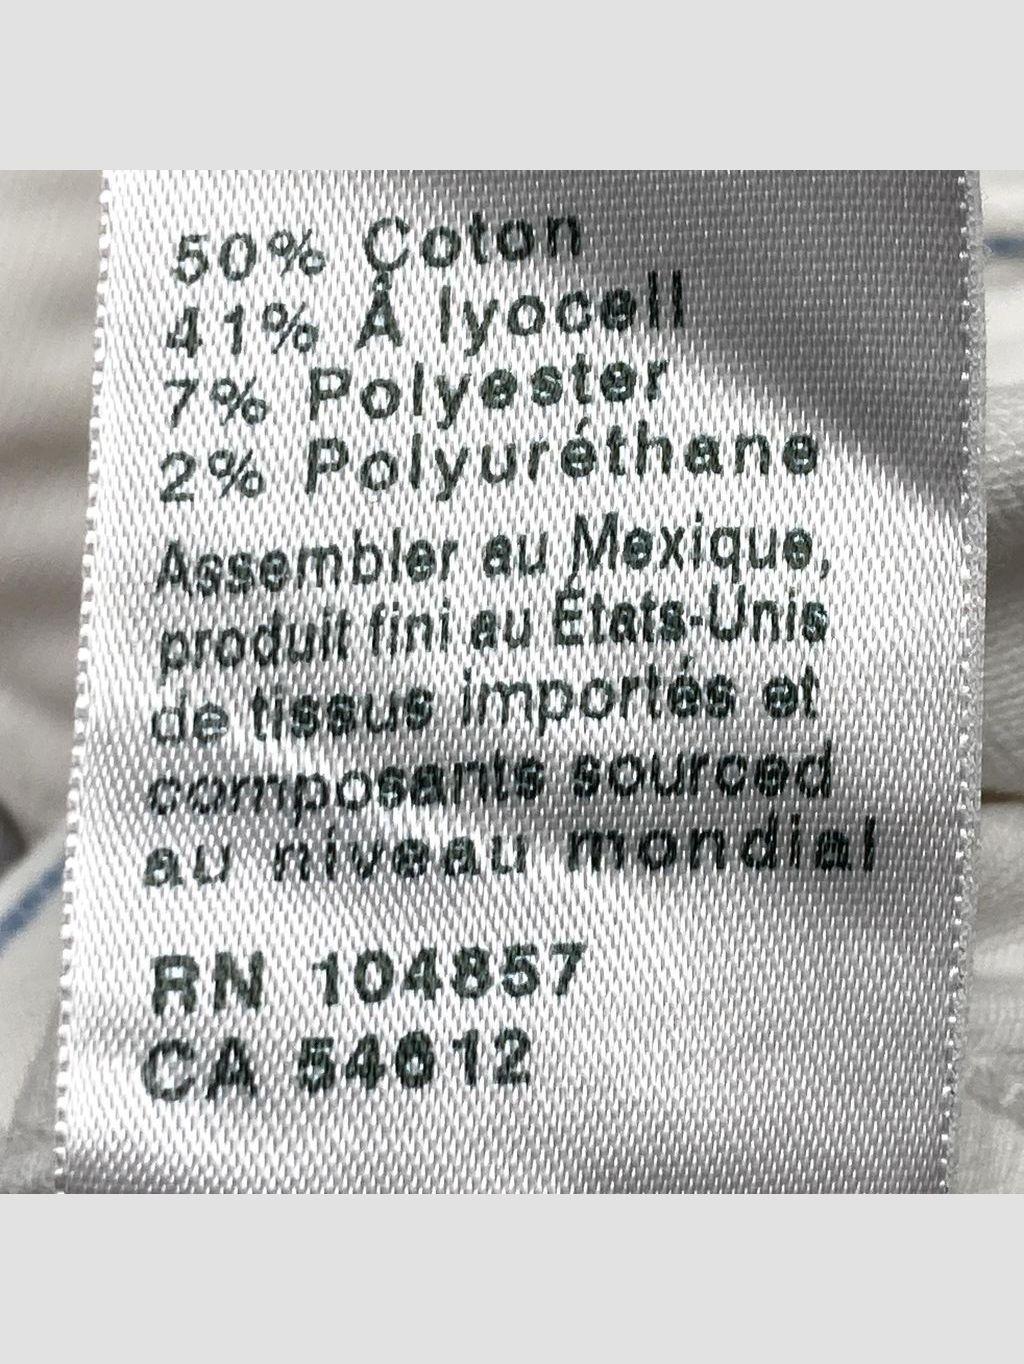 50% Coton
41% Å lyocell
7% Polyester
2% Polyuréthane
Assembler au Mexique,
produit fini au États-Unis
de tissus importés et
composants sourced
au niveau mondial
RN 104857
CA 54612